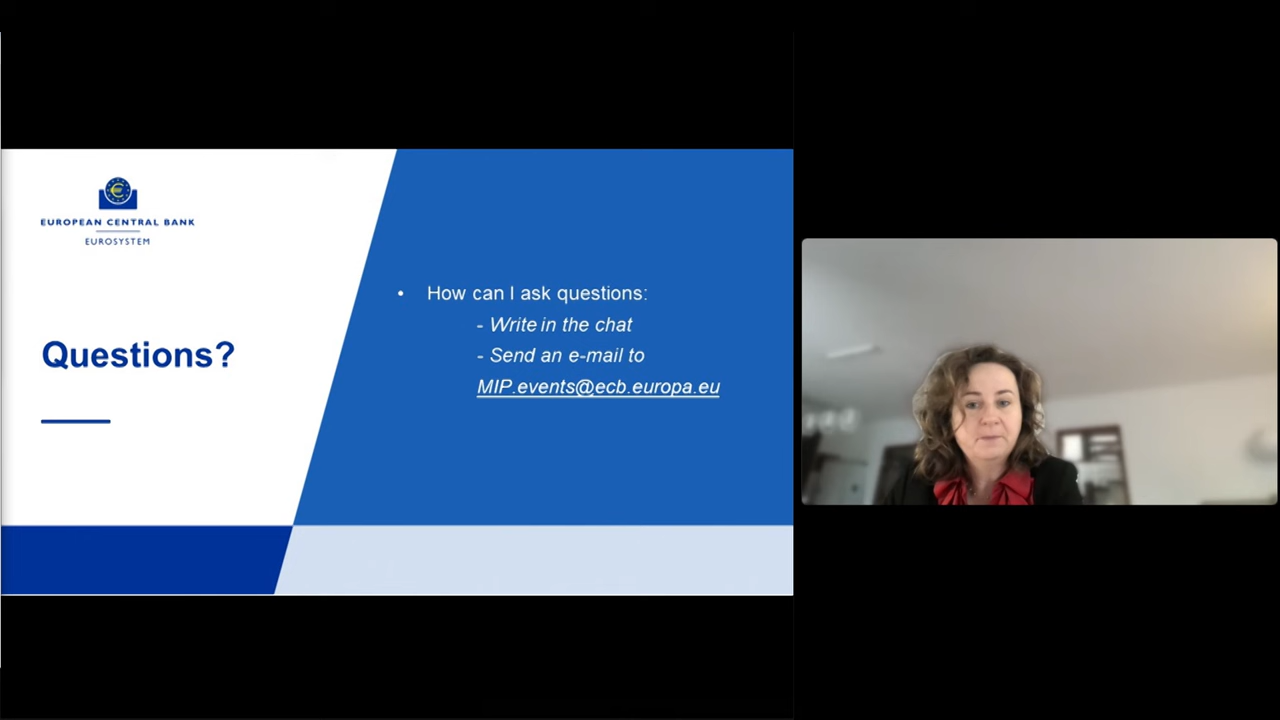 EUROPEAN CENTRAL BANK
EUROSYSTEM
Questions?
• How can I ask questions:
- Write in the chat
- Send an e-mail to
MIP.events@ecb.europa.eu